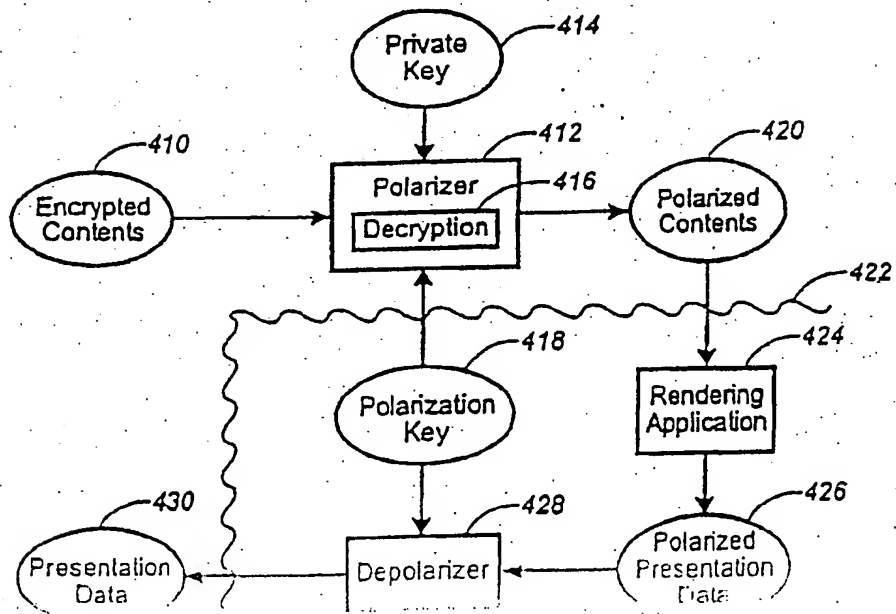 414
Private
Key
410
412
420
Polarizer
416
Encrypted
Contents
Decryption
Polarized
Contents
422
418
424
Polarization
Key
Rendering
Application
430
428
426
Presentation
Data
Depolarizer
Polarized
Presentation
Data